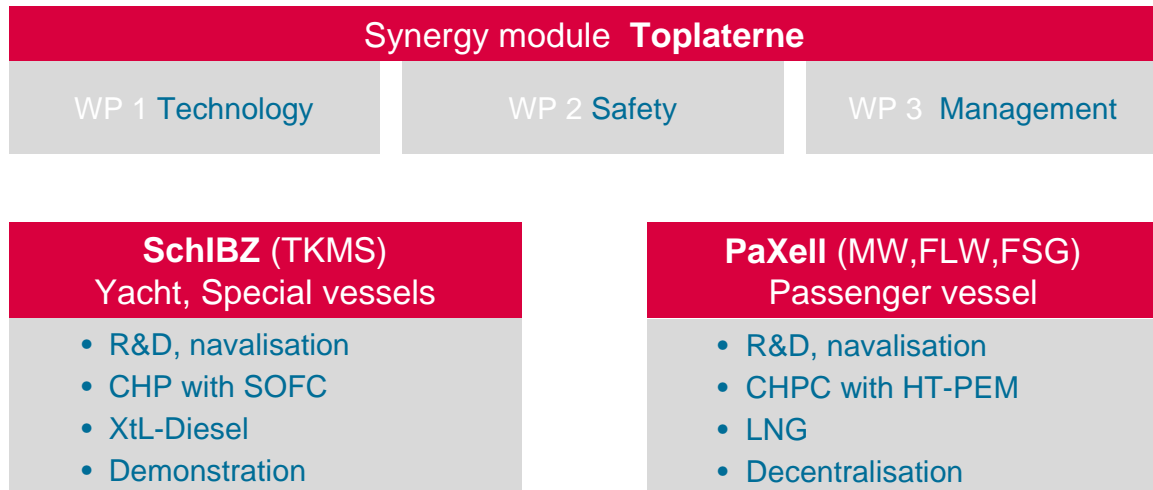 Synergy module Toplaterne
WP 1 Technology
WP 2 Safety
WP 3 Management
SchIBZ (TKMS)
Yacht, Special vessels
• R&D, navalisation
• CHP with SOFC
• XtL-Diesel
• Demonstration
PaXell (MW,FLW,FSG)
Passenger vessel
• R&D, navalisation
• CHPC with HT-PEM
• LNG
• Decentralisation